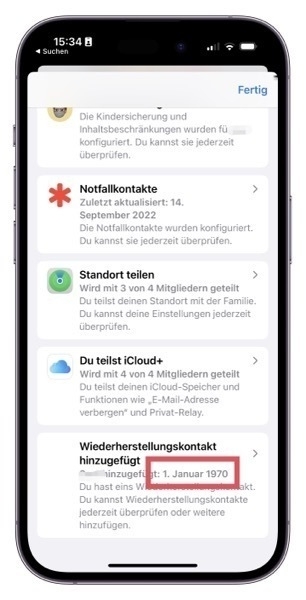 15:34
Suchen
Fertig
Die Kindersicherung und
Inhaltsbeschränkungen wurden fü
konfiguriert. Du kannst sie jederzeit
überprüfen.
Notfallkontakte
Zuletzt aktualisiert: 14.
September 2022
Die Notfallkontakte wurden konfiguriert.
Du kannst sie jederzeit überprüfen.
Standort teilen
Wird mit 3 von 4 Mitgliedern geteilt
Du teilst deinen Standort mit der Familie.
Du kannst deine Einstellungen jederzeit
überprüfen.
Du teilst iCloud+
Wird mit 4 von 4 Mitgliedern geteilt
Du teilst deinen iCloud-Speicher und
Funktionen wie „E-Mail-Adresse
verbergen" und Privat-Relay.
Wiederherstellungskontakt
hinzugefügt
hinzugefügt: 1. Januar 1970
Du hast eins Wiederherstellungskontakt.
Du kannst Wiederherstellungskontakte
jederzeit überprüfen oder weitere
hinzufügen.